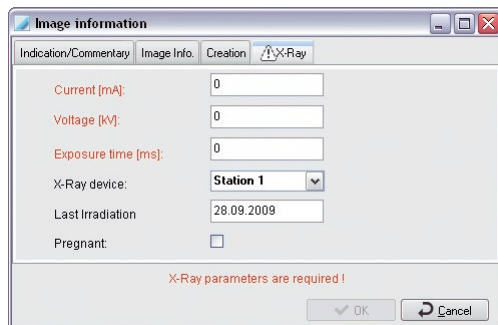 Image information
Indication/Commentary Image Info. Creation X-Ray
Current [mA]: 0
Voltage [kV]: 0
Exposure time [ms]: 0
X-Ray device: Station 1
Last Irradiation 28.09.2009
Pregnant:
X-Ray parameters are required !
OK Cancel